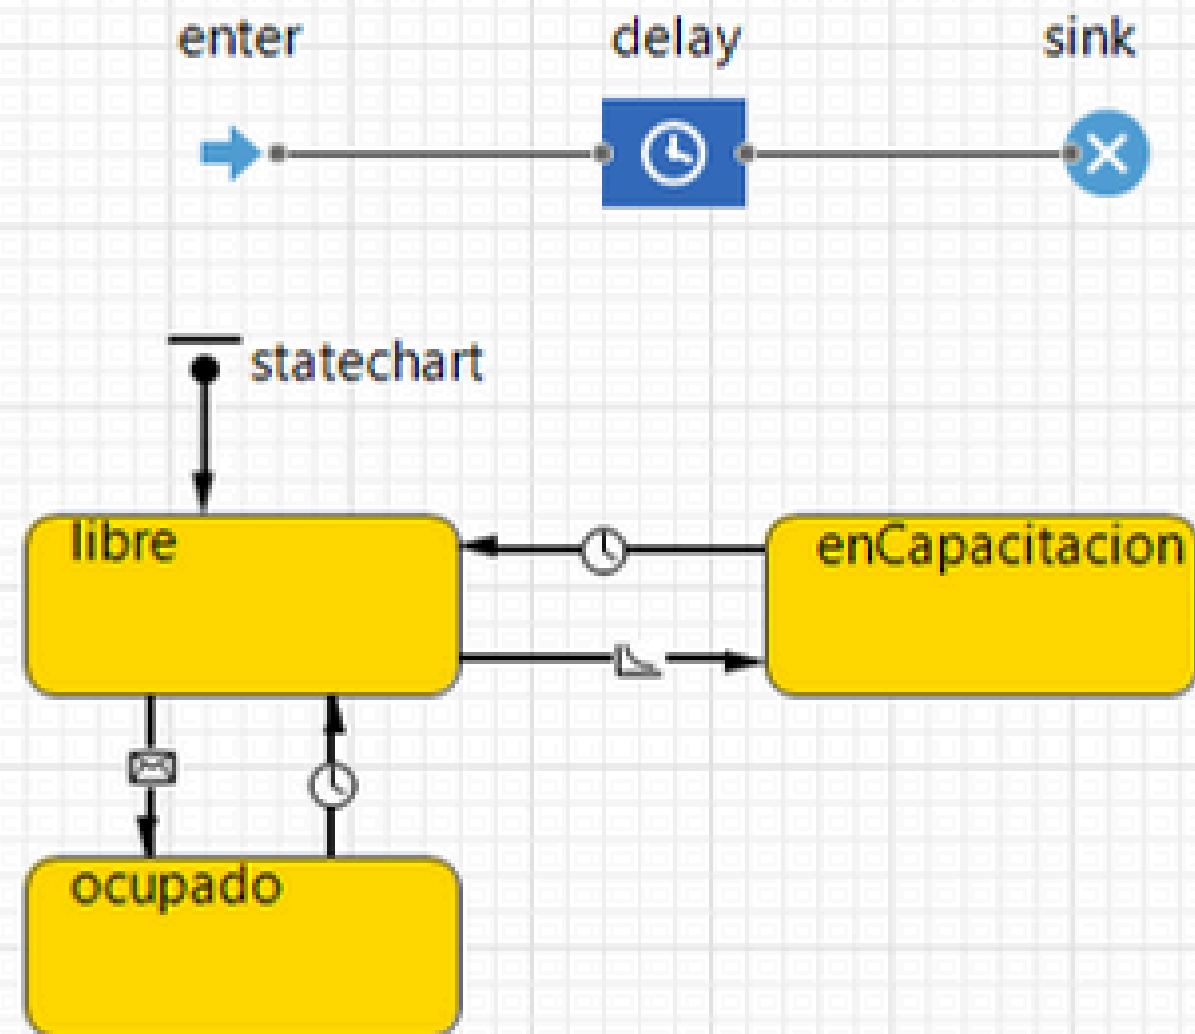 enter
delay
sink
statechart
libre
enCapacitacion
ocupado